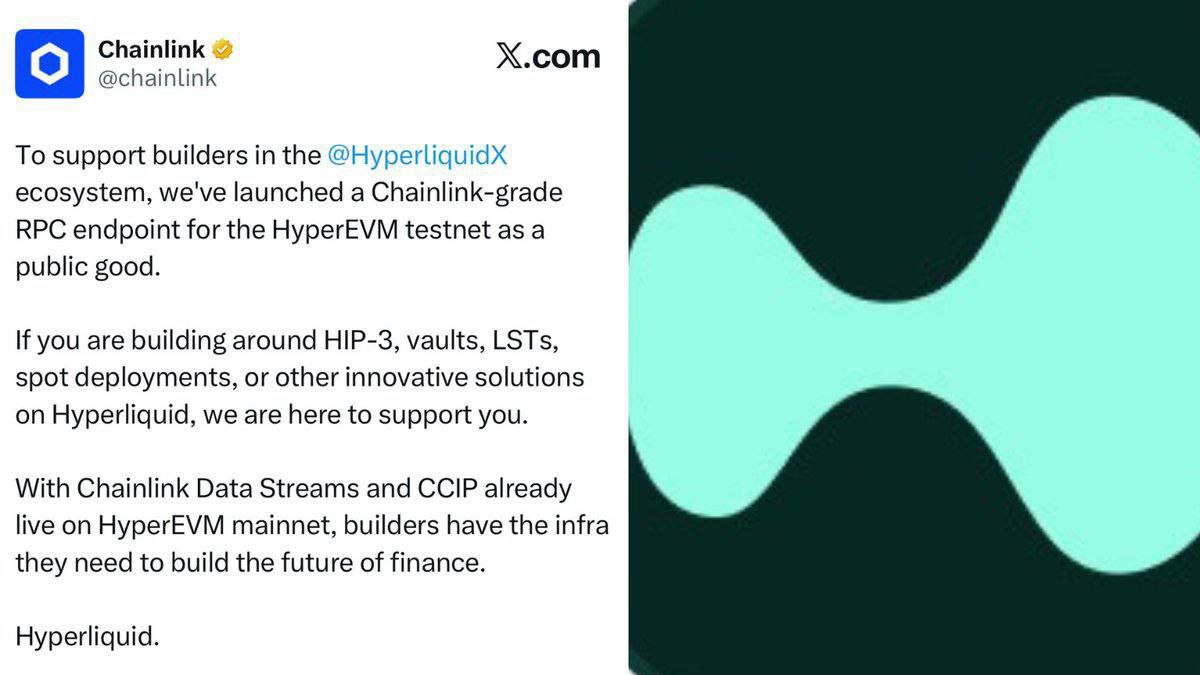 Chainlink
@chainlink
X.com
To support builders in the @HyperliquidX
ecosystem, we've launched a Chainlink-grade
RPC endpoint for the HyperEVM testnet as a
public good.
If you are building around HIP-3, vaults, LSTs,
spot deployments, or other innovative solutions
on Hyperliquid, we are here to support you.
With Chainlink Data Streams and CCIP already
live on HyperEVM mainnet, builders have the infra
they need to build the future of finance.
Hyperliquid.